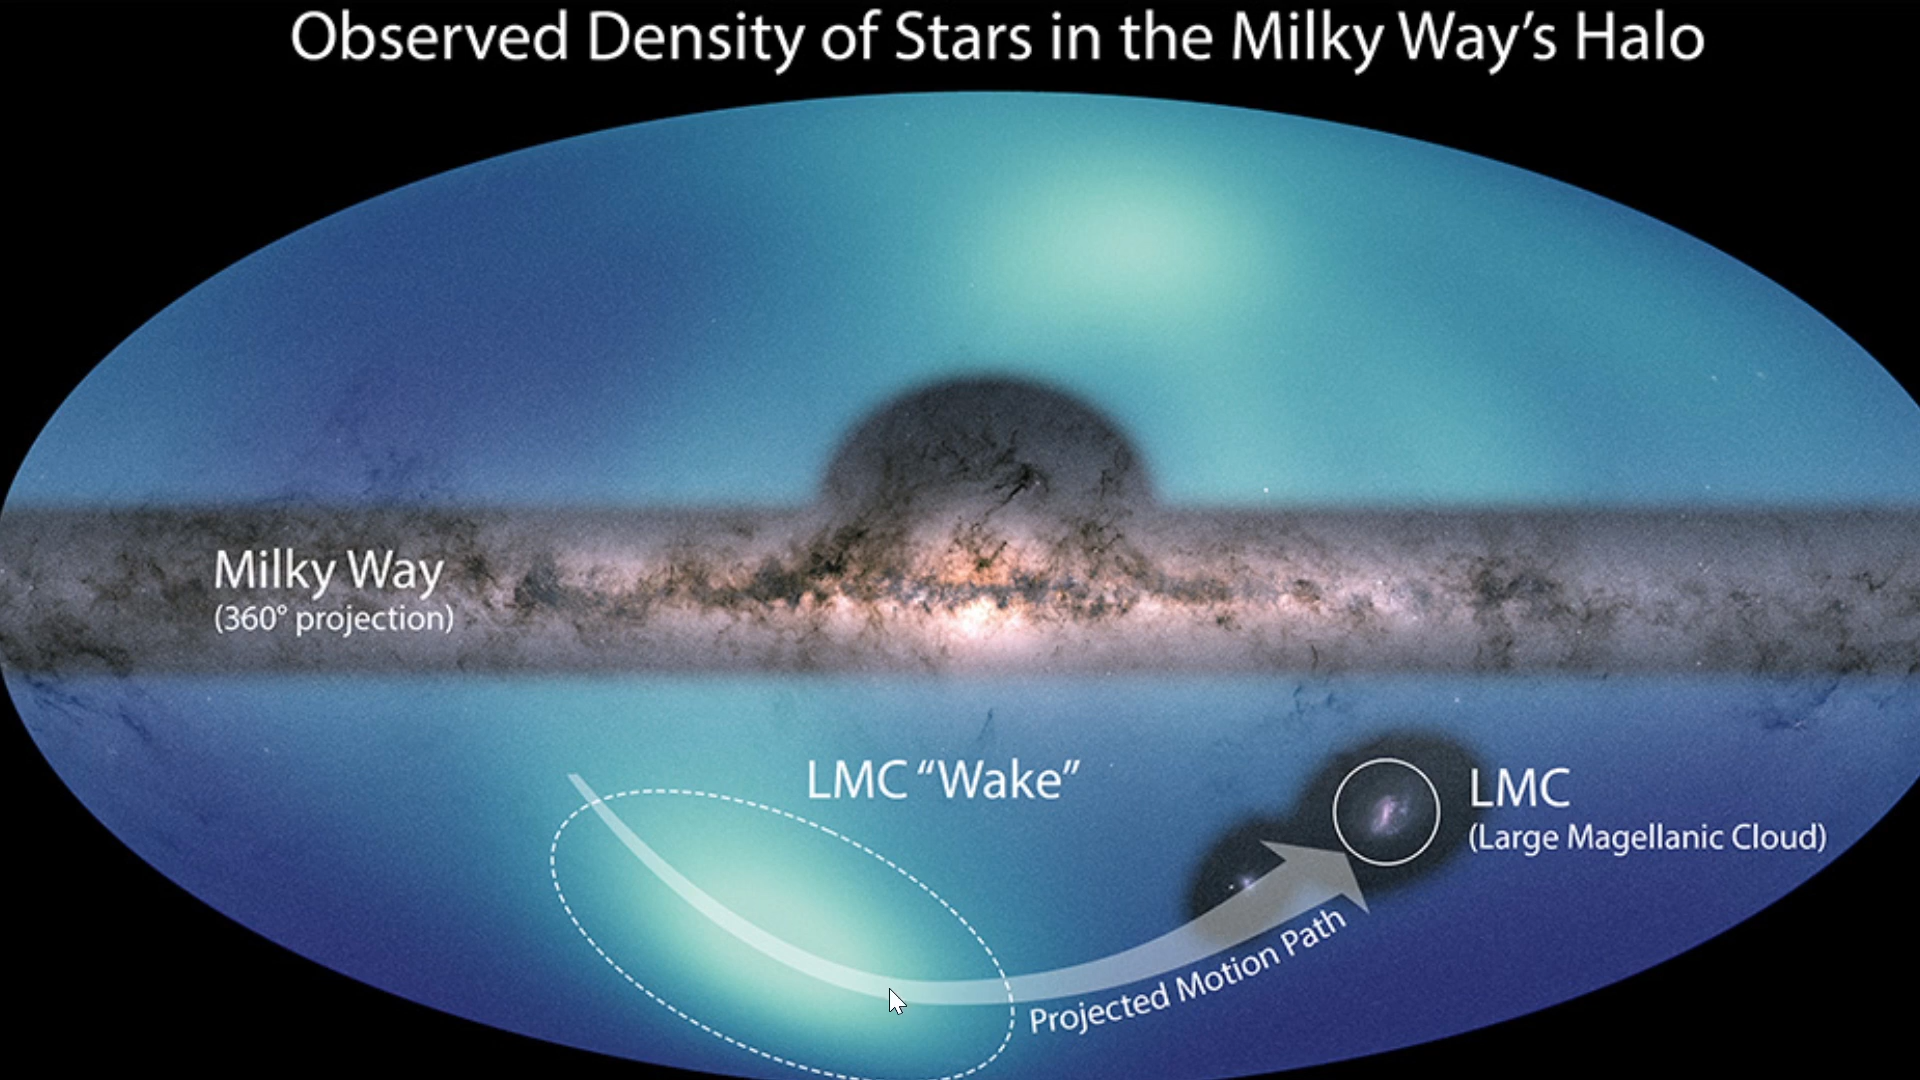 Observed Density of Stars in the Milky Way’s Halo
Milky Way
(360° projection)
LMC “Wake”
LMC
(Large Magellanic Cloud)
Projected Motion Path